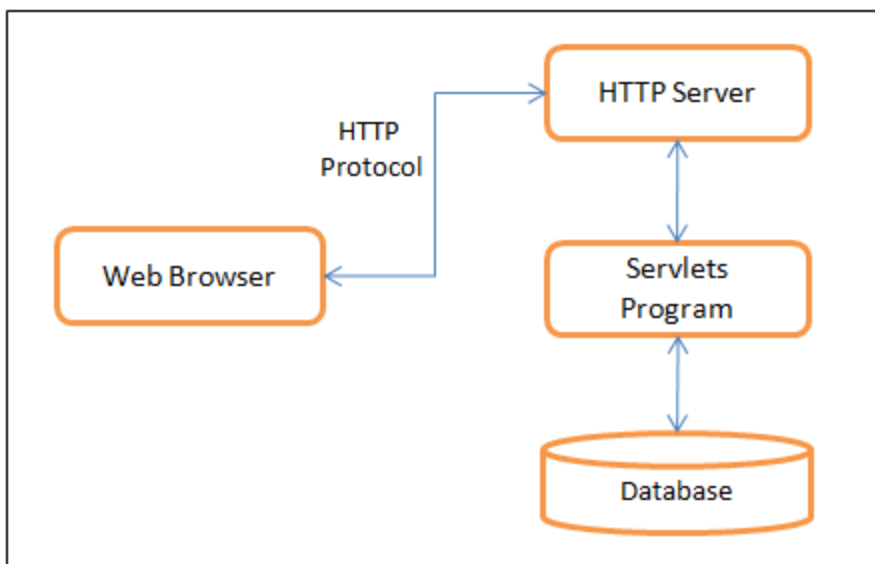 HTTP Server
HTTP
Protocol
Web Browser
Servlets
Program
Database